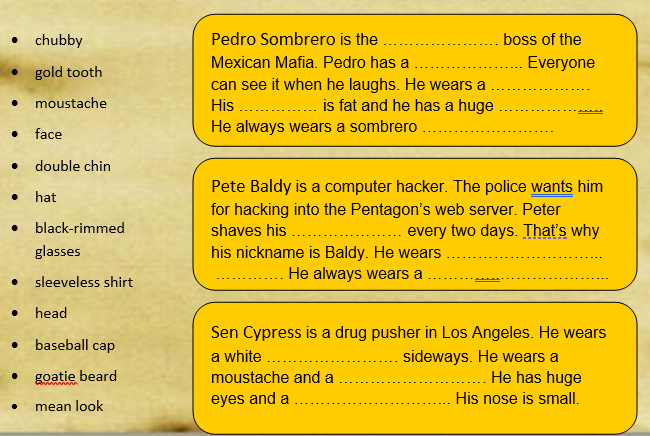 • chubby
• gold tooth
• moustache
• face
• double chin
• hat
• black-rimmed
glasses
• sleeveless shirt
• head
• baseball cap
• goatie beard
• mean look
Pedro Sombrero is the …………………. boss of the
Mexican Mafia. Pedro has a ………………….. Everyone
can see it when he laughs. He wears a ……………….
His …………… is fat and he has a huge ………………….
He always wears a sombrero …………………….
Pete Baldy is a computer hacker. The police wants him
for hacking into the Pentagon’s web server. Peter
shaves his ………………… every two days. That’s why
his nickname is Baldy. He wears ………………………..
…………. He always wears a ……………………………..
Sen Cypress is a drug pusher in Los Angeles. He wears
a white ……………………. sideways. He wears a
moustache and a ………………………. He has huge
eyes and a ……………………….. His nose is small.